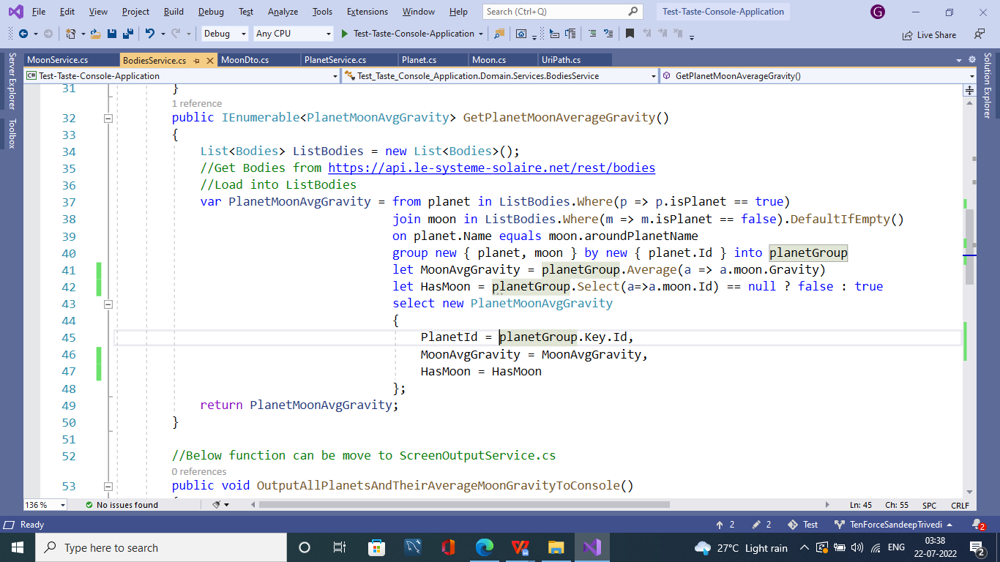 File Edit View Project Build Debug Test Analyze Tools Extensions Window Help Search (Ctrl+Q) Test-Taste-Console-Application G
Debug Any CPU Test-Taste-Console-Application Live Share
MoonService.cs BodiesService.cs MoonDto.cs PlanetService.cs Planet.cs Moon.cs UriPath.cs
Server Explorer
Toolbox
Solution Explorer
C# Test-Taste-Console-Application Test_Taste_Console_Application.Domain.Services.BodiesService GetPlanetMoonAverageGravity()
31 }
1 reference
32 public IEnumerable<PlanetMoonAvgGravity> GetPlanetMoonAverageGravity()
33 {
34 List<Bodies> ListBodies = new List<Bodies>();
35 //Get Bodies from https://api.le-systeme-solaire.net/rest/bodies
36 //Load into ListBodies
37 var PlanetMoonAvgGravity = from planet in ListBodies.Where(p => p.isPlanet == true)
38 join moon in ListBodies.Where(m => m.isPlanet == false).DefaultIfEmpty()
39 on planet.Name equals moon.aroundPlanetName
40 group new { planet, moon } by new { planet.Id } into planetGroup
41 let MoonAvgGravity = planetGroup.Average(a => a.moon.Gravity)
42 let HasMoon = planetGroup.Select(a=>a.moon.Id) == null ? false : true
43 select new PlanetMoonAvgGravity
44 {
45 PlanetId = planetGroup.Key.Id,
46 MoonAvgGravity = MoonAvgGravity,
47 HasMoon = HasMoon
48 };
49 return PlanetMoonAvgGravity;
50 }
51
52 //Below function can be move to ScreenOutputService.cs
0 references
53 public void OutputAllPlanetsAndTheirAverageMoonGravityToConsole()
136 % No issues found Ln: 45 Ch: 55 SPC CRLF
Ready 2 2 Test TenForceSandeepTrivedi 2
Type here to search 27°C Light rain ENG 03:38
22-07-2022 2